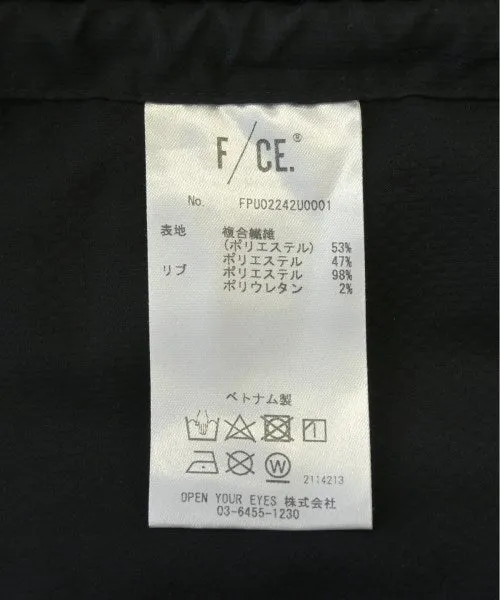 F/CE.®
No. FPU02242U0001
表地 複合繊維
(ポリエステル) 53%
ポリエステル 47%
リブ ポリエステル 98%
ポリウレタン 2%
ベトナム製
W
2114213
OPEN YOUR EYES 株式会社
03-6455-1230